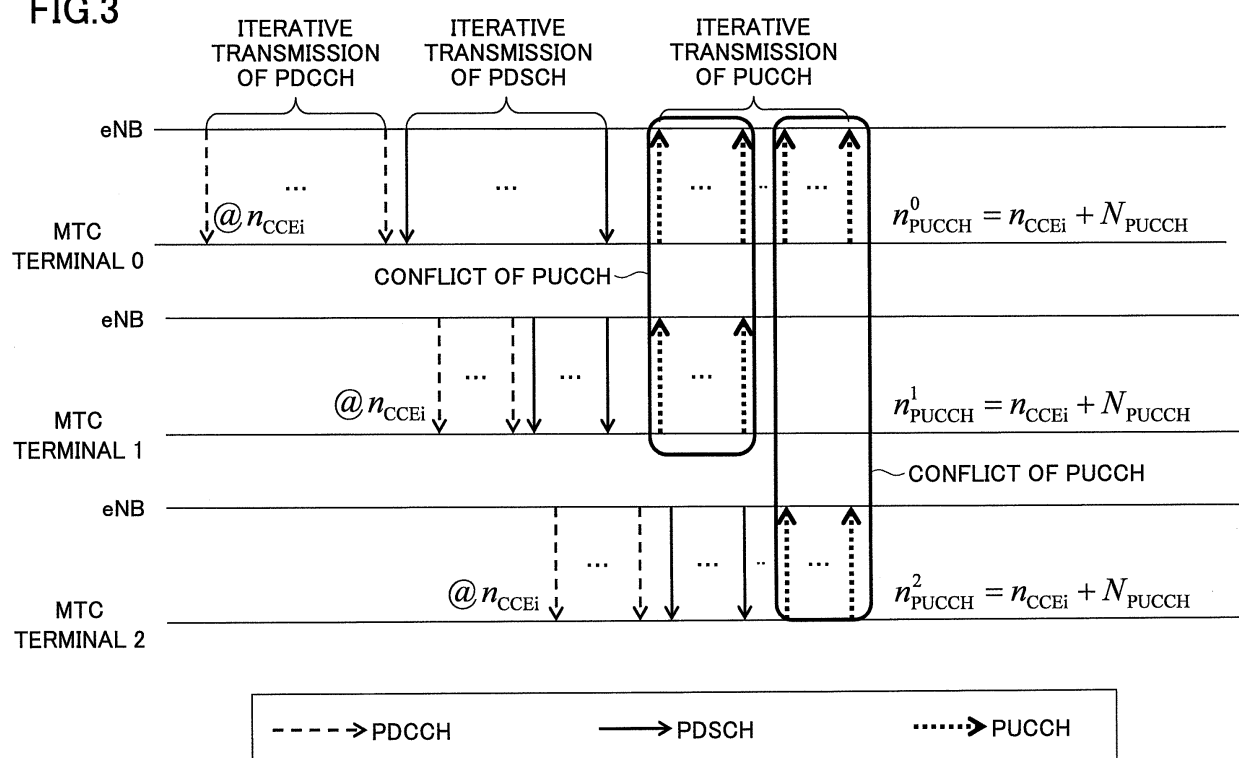 FIG.3
ITERATIVE TRANSMISSION OF PDCCH
ITERATIVE TRANSMISSION OF PDSCH
ITERATIVE TRANSMISSION OF PUCCH
eNB
... ... ... .. ...
@ n_CCEi
n^0_PUCCH = n_CCEi + N_PUCCH
MTC TERMINAL 0
CONFLICT OF PUCCH
eNB
... ... ...
@ n_CCEi
n^1_PUCCH = n_CCEi + N_PUCCH
MTC TERMINAL 1
CONFLICT OF PUCCH
eNB
... ... .. ...
@ n_CCEi
n^2_PUCCH = n_CCEi + N_PUCCH
MTC TERMINAL 2
PDCCH
PDSCH
PUCCH